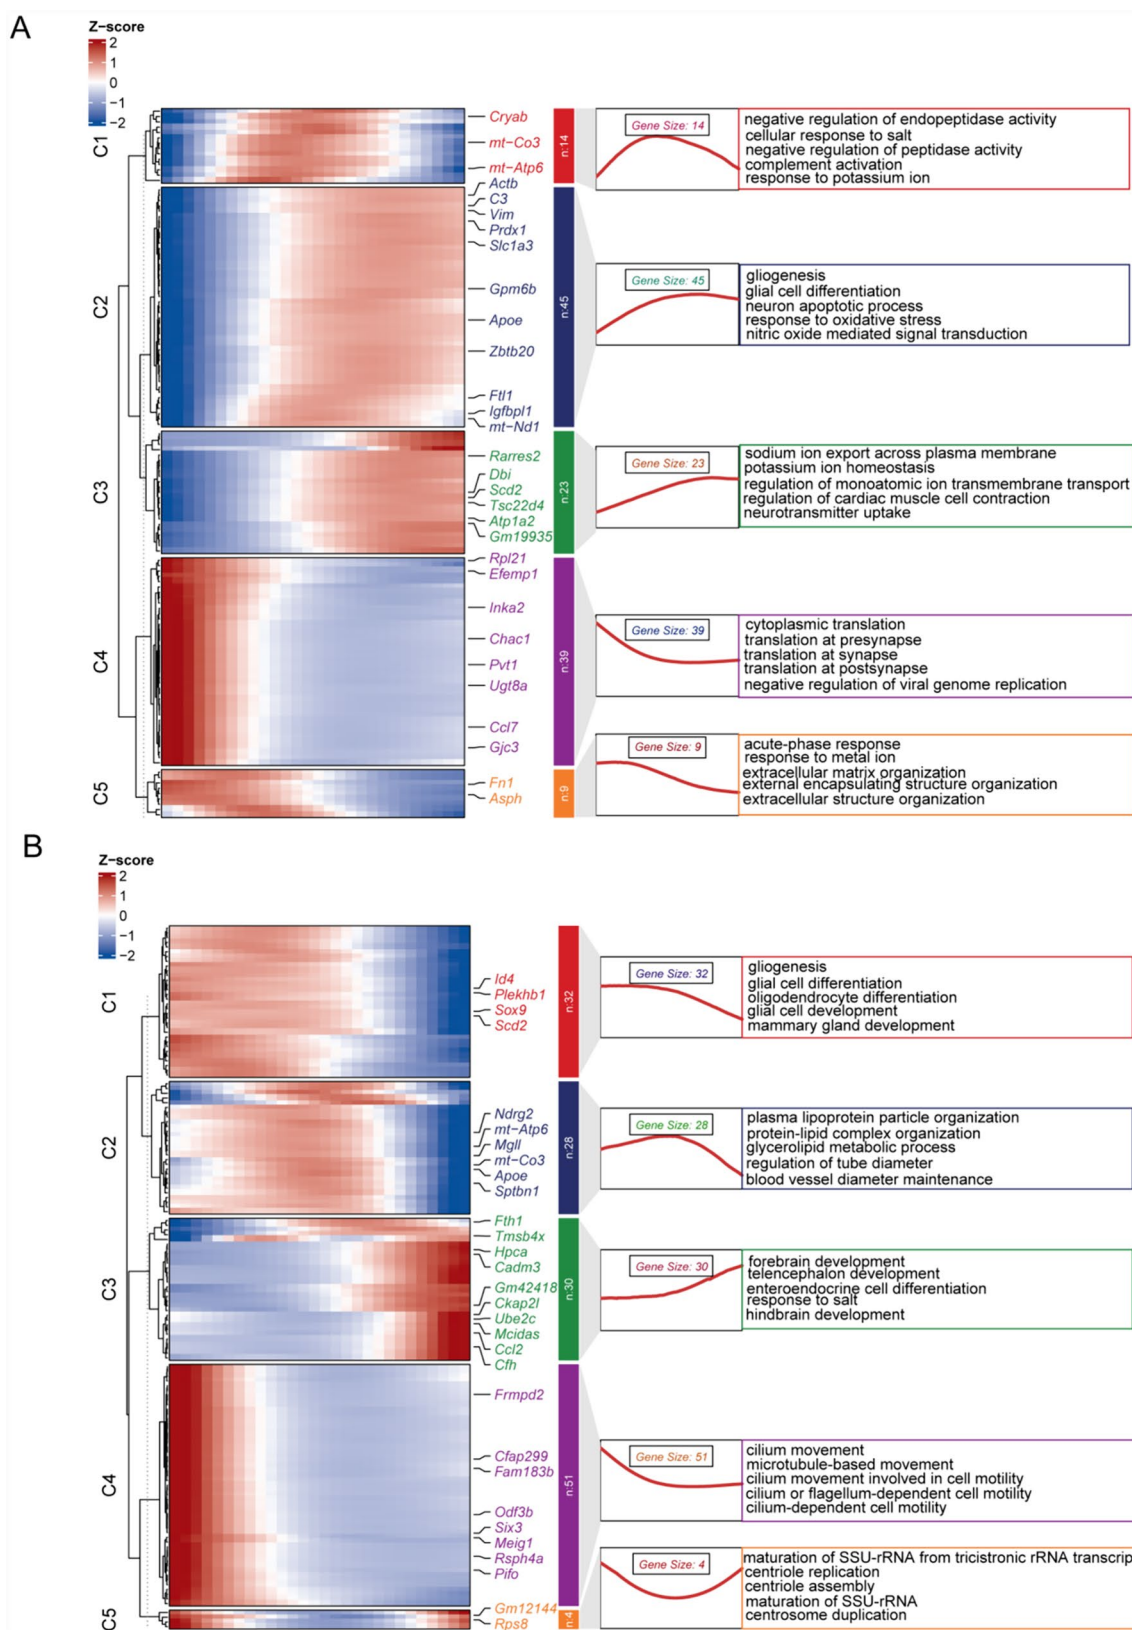 A
Z−score
2
1
0
−1
−2
C1
Cryab
mt−Co3
mt−Atp6
n:14
Gene Size: 14
negative regulation of endopeptidase activity
cellular response to salt
negative regulation of peptidase activity
complement activation
response to potassium ion
C2
Actb
C3
Vim
Prdx1
Slc1a3
Gpm6b
Apoe
Zbtb20
Ftl1
Igfbpl1
mt−Nd1
n:45
Gene Size: 45
gliogenesis
glial cell differentiation
neuron apoptotic process
response to oxidative stress
nitric oxide mediated signal transduction
C3
Rarres2
Dbi
Scd2
Tsc22d4
Atp1a2
Gm19935
n:23
Gene Size: 23
sodium ion export across plasma membrane
potassium ion homeostasis
regulation of monoatomic ion transmembrane transport
regulation of cardiac muscle cell contraction
neurotransmitter uptake
C4
Rpl21
Efemp1
Inka2
Chac1
Pvt1
Ugt8a
Ccl7
Gjc3
n:39
Gene Size: 39
cytoplasmic translation
translation at presynapse
translation at synapse
translation at postsynapse
negative regulation of viral genome replication
C5
Fn1
Asph
n:9
Gene Size: 9
acute−phase response
response to metal ion
extracellular matrix organization
external encapsulating structure organization
extracellular structure organization
B
Z−score
2
1
0
−1
−2
C1
Id4
Plekhb1
Sox9
Scd2
n:32
Gene Size: 32
gliogenesis
glial cell differentiation
oligodendrocyte differentiation
glial cell development
mammary gland development
C2
Ndrg2
mt−Atp6
Mgll
mt−Co3
Apoe
Sptbn1
n:28
Gene Size: 28
plasma lipoprotein particle organization
protein−lipid complex organization
glycerolipid metabolic process
regulation of tube diameter
blood vessel diameter maintenance
C3
Fth1
Tmsb4x
Hpca
Cadm3
Gm42418
Ckap2l
Ube2c
Mcidas
Ccl2
Cfh
n:30
Gene Size: 30
forebrain development
telencephalon development
enteroendocrine cell differentiation
response to salt
hindbrain development
C4
Frmpd2
Cfap299
Fam183b
Odf3b
Six3
Meig1
Rsph4a
Pifo
n:51
Gene Size: 51
cilium movement
microtubule−based movement
cilium movement involved in cell motility
cilium or flagellum−dependent cell motility
cilium−dependent cell motility
C5
Gm12144
Rps8
n:4
Gene Size: 4
maturation of SSU−rRNA from tricistronic rRNA transcrip
centriole replication
centriole assembly
maturation of SSU−rRNA
centrosome duplication